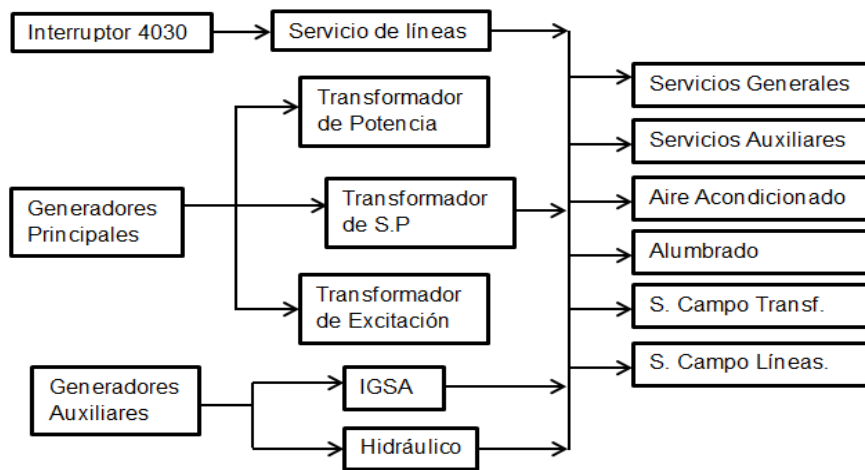 Interruptor 4030
Servicio de líneas
Transformador
de Potencia
Generadores
Principales
Transformador
de S.P
Transformador
de Excitación
Generadores
Auxiliares
IGSA
Hidráulico
Servicios Generales
Servicios Auxiliares
Aire Acondicionado
Alumbrado
S. Campo Transf.
S. Campo Líneas.